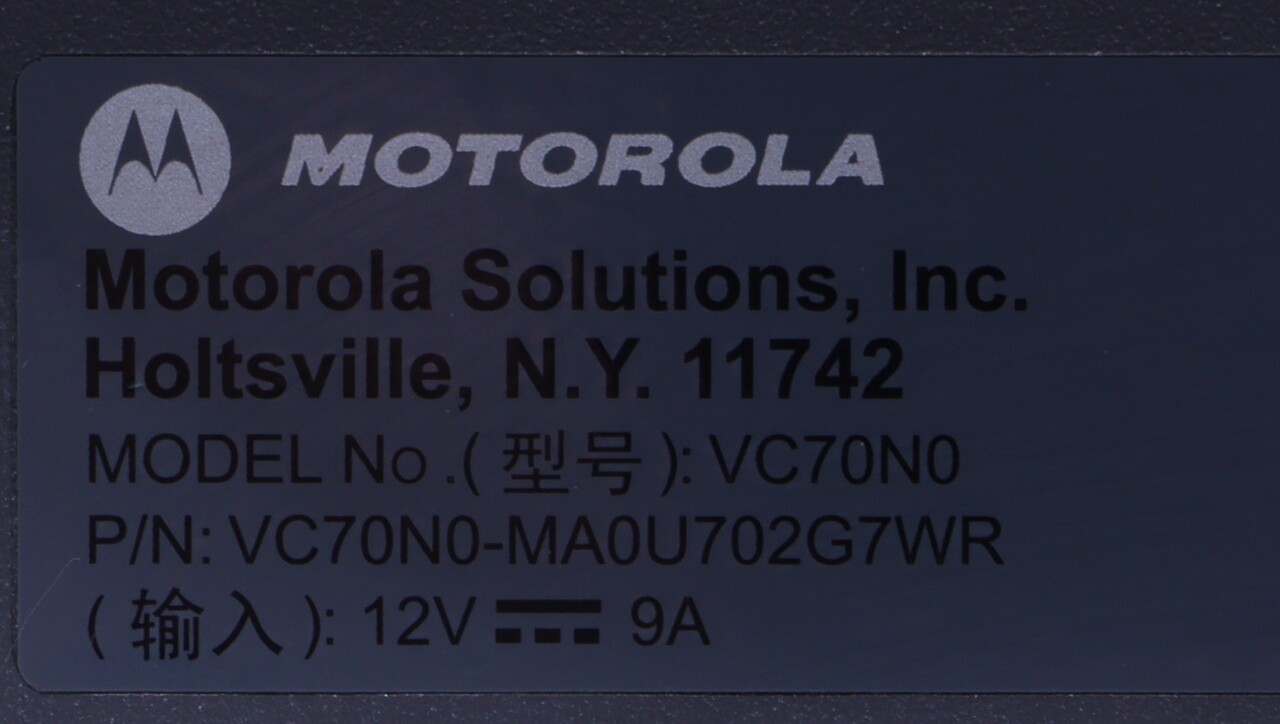 MOTOROLA
Motorola Solutions, Inc.
Holtsville, N.Y. 11742
MODEL No .( 型号 ): VC70N0
P/N: VC70N0-MA0U702G7WR
( 输入 ): 12V ⎓ 9A